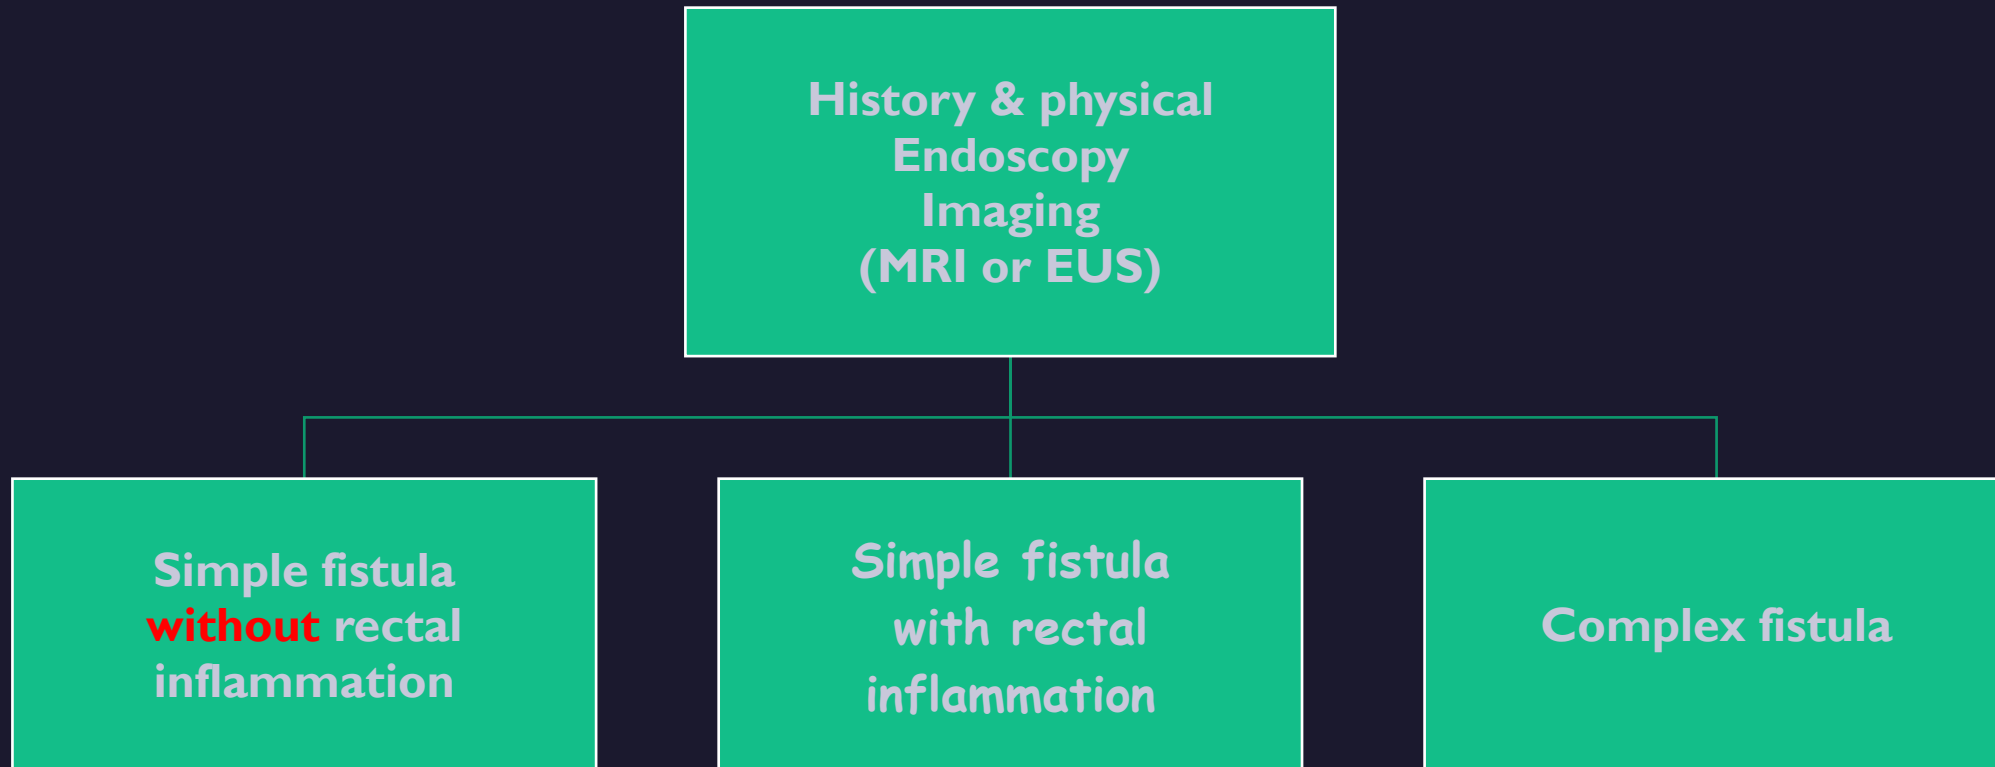 History & physical
Endoscopy
Imaging
(MRI or EUS)
Simple fistula
without rectal
inflammation
Simple fistula
with rectal
inflammation
Complex fistula